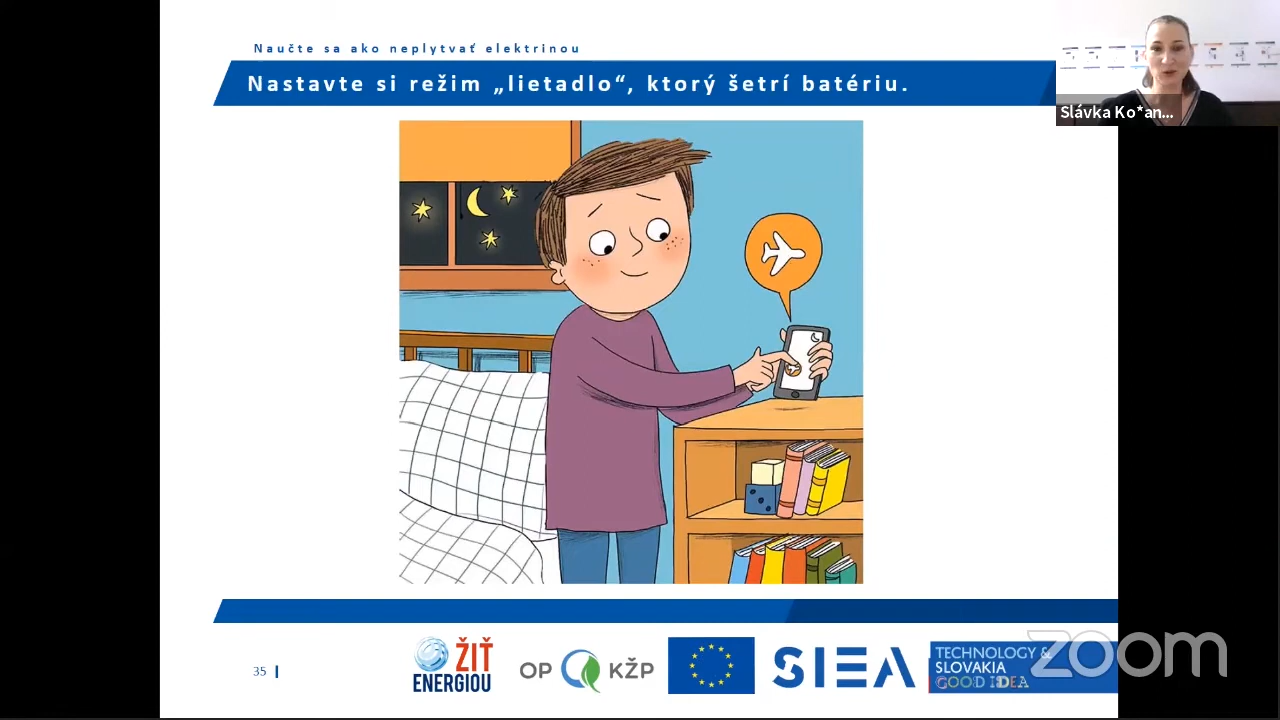 Naučte sa ako neplytvať elektrinou
Nastavte si režim „lietadlo“, ktorý šetrí batériu.
Slávka Ko*an...
35
ŽIŤ
ENERGIOU
OP KŽP
SIEA
TECHNOLOGY &
SLOVAKIA
GOOD IDEA
zoom